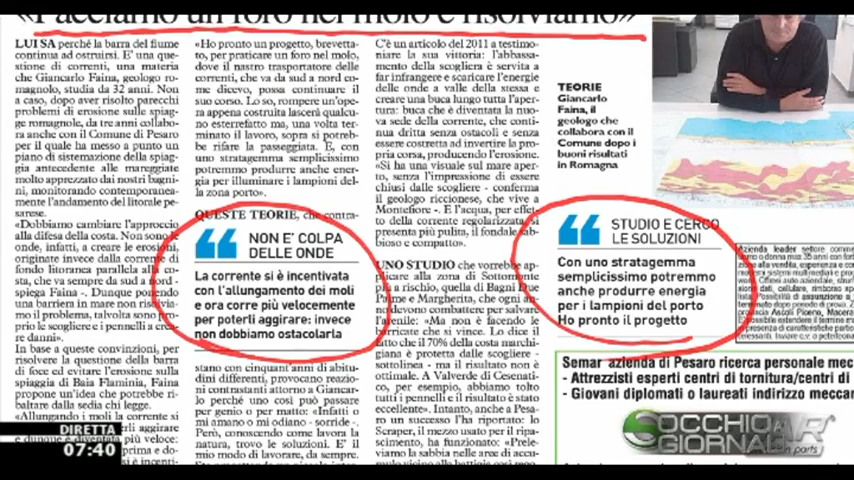 «Facciamo un foro nel molo e risolviamo»
LUI SA perché la barra del fiume
continua ad ostruirsi. E' una que-
stione di correnti, una materia
che Giancarlo Faina, geologo ro-
magnolo, studia da 32 anni. Non
a caso, dopo aver risolto parecchi
problemi di erosione sulle spiag-
ge romagnole, da tre anni collabo-
ra anche con il Comune di Pesaro
per il quale ha messo a punto un
piano di sistemazione della spiag-
gia antecedente alle mareggiate
molto apprezzato dai nostri bagni-
ni, monitorando contemporanea-
mente l'andamento del litorale pe-
sarese.
«Dobbiamo cambiare l'approccio
alla difesa della costa. Non sono le
onde, infatti, a creare le erosioni
originate invece dalla corrente di
fondo litoranea parallela alla co-
sta, che va sempre da sud a nord -
spiega Faina -. Dunque ponendo
una barriera in mare non risolvia-
mo il problema, talvolta sono pro-
prio le scogliere e i pennelli a crea-
re danni».
In base a queste convinzioni, per
risolvere la questione della barra
di foce ed evitare l'erosione sulla
spiaggia di Baia Flaminia, Faina
propone un'idea che potrebbe ri-
baltare dalla sedia chi legge.
«Allungando i moli la corrente si
«Ho pronto un progetto, brevetta-
to, per praticare un foro nel molo,
dove il nastro trasportatore delle
correnti, che va da sud a nord co-
me dicevo, possa continuare il
suo corso. Lo so, rompere un'ope-
ra appena costruita lascerà qualcu-
no esterrefatto ma, una volta ter-
minato il lavoro, sopra si potreb-
be rifare la passeggiata. E, con
uno stratagemma semplicissimo
potremmo produrre anche ener-
gia per illuminare i lampioni del-
la zona porto».
QUESTE TEORIE, che contra-
NON E' COLPA
DELLE ONDE
La corrente si è incentivata
con l'allungamento dei moli
e ora corre più velocemente
per poterli aggirare: invece
non dobbiamo ostacolarla
stano con cinquant'anni di abitu-
dini differenti, provocano reazio-
ni contrastanti attorno a Giancar-
lo perché uno così può passare
per genio o per matto: «Infatti o
mi amano o mi odiano - sorride -.
Però, conoscendo come lavora la
natura, trovo le soluzioni. E' il
mio modo di lavorare, da sempre.
C'è un articolo del 2011 a testimo-
niare la sua vittoria: «l'abbassa-
mento della scogliera è servito a
far infrangere e scaricare l'energia
delle onde a valle della stessa e
creare una buca lungo tutta l'aper-
tura: buca che è diventata la nuo-
va sede della corrente, che conti-
nua dritta senza ostacoli e senza
essere costretta ad invertire la pro-
pria corsa, producendo l'erosione.
«Si ha una visuale sul mare aper-
to, senza l'impressione di essere
chiusi dalle scogliere - conferma
il geologo riccionese, che vive a
Montefiore -. E l'acqua, per effet-
to della corrente regolarizzata, si
presenta più pulita, il fondale sab-
bioso e compatto».
UNO STUDIO che vorrebbe ap-
plicare alla zona di Sottomonte
a rischio, quella di Bagni Due
Palme e Margherita, che ogni an-
no devono combattere per salvare
l'arenile: «Ma non è facendo le
barricate che si vince. Lo dice il
fatto che il 70% della costa marchi-
giana è protetta dalle scogliere -
sottolinea - ma il risultato non è
ottimale. A Valverde di Cesenati-
co, per esempio, abbiamo tolto
tutti i pennelli e il risultato è stato
eccellente». Intanto, anche a Pesa-
ro un successo l'ha riportato: lo
Scraper, il mezzo usato per il ripa-
scimento, ha funzionato: «Prele-
viamo la sabbia nelle aree di accu-
TEORIE
Giancarlo
Faina, il
geologo che
collabora con il
Comune dopo i
buoni risultati
in Romagna
STUDIO E CERCO
LE SOLUZIONI
Con uno stratagemma
semplicissimo potremmo
anche produrre energia
per i lampioni del porto
Ho pronto il progetto
Semar azienda di Pesaro ricerca personale mec
- Attrezzisti esperti centri di tornitura/centri di
- Giovani diplomati o laureati indirizzo meccan
DIRETTA
07:40
OCCHIO AI
GIORNALI